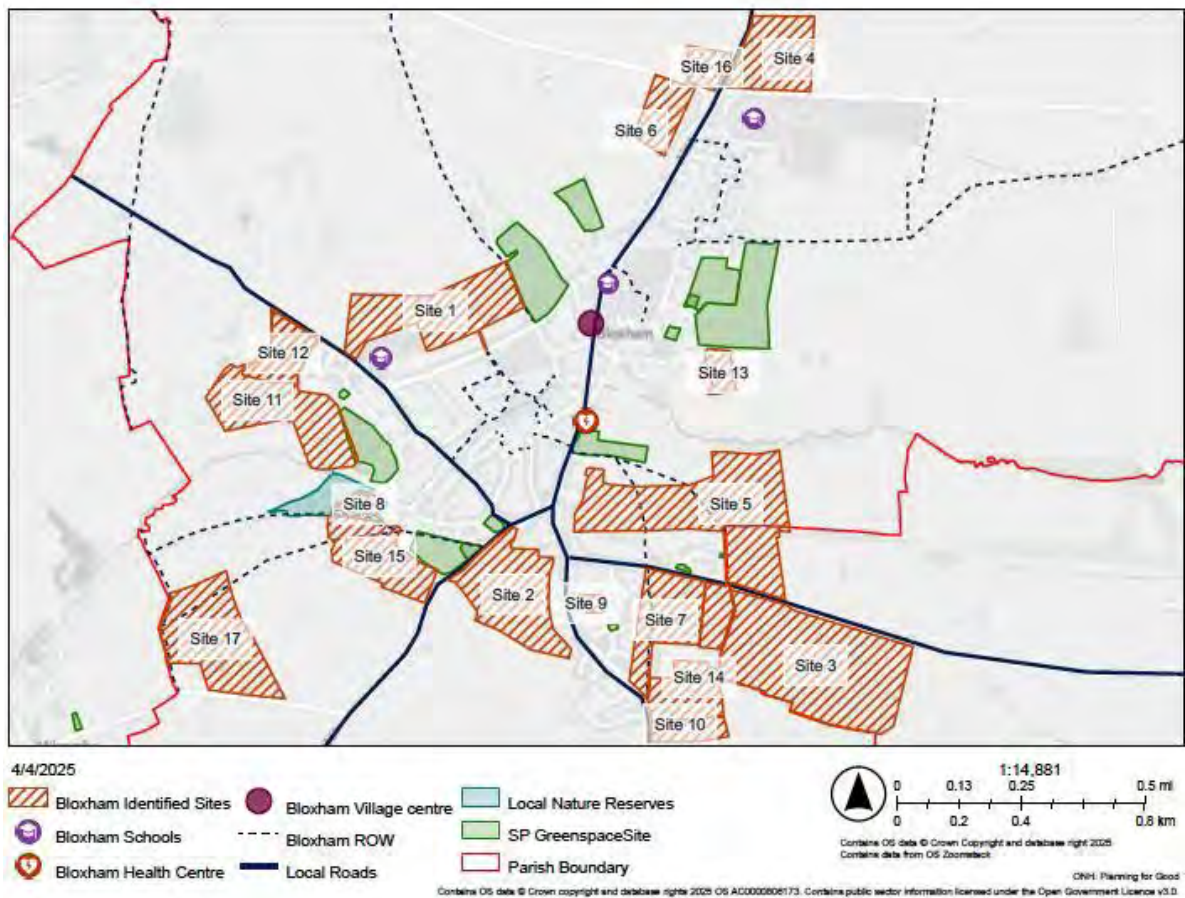 Site 16
Site 4
Site 6
Site 1
Bloxham
Site 12
Site 13
Site 11
Site 8
Site 5
Site 15
Site 2
Site 9
Site 7
Site 17
Site 3
Site 14
Site 10
4/4/2025
Bloxham Identified Sites
Bloxham Schools
Bloxham Health Centre
Bloxham Village centre
Bloxham ROW
Local Roads
Local Nature Reserves
SP GreenspaceSite
Parish Boundary
1:14,881
0 0.13 0.25 0.5 mi
0 0.2 0.4 0.8 km
Contains OS data © Crown Copyright and database right 2025
Contains data from OS Zoomstack
ONH: Planning for Good
Contains OS data © Crown copyright and database rights 2025 OS AC0000808173. Contains public sector information licensed under the Open Government Licence v3.0.